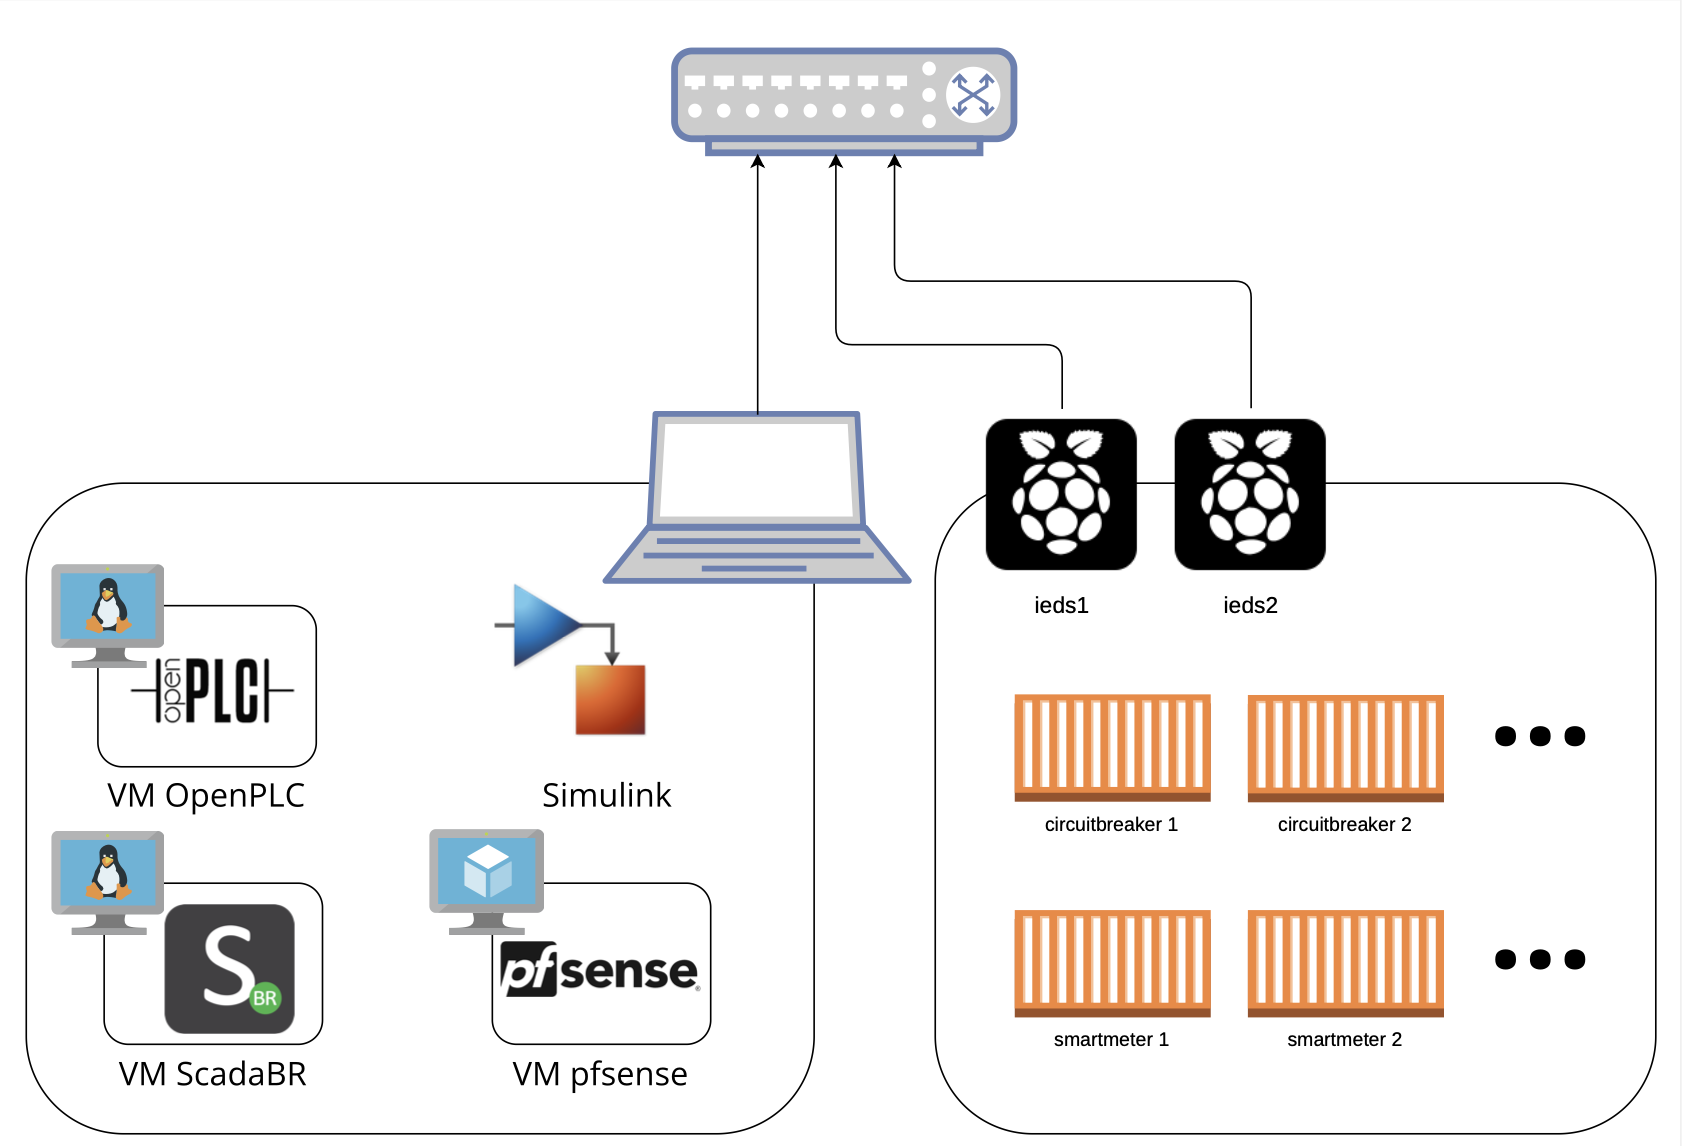 ieds1
ieds2
open
PLC
VM OpenPLC
Simulink
circuitbreaker 1
circuitbreaker 2
S
BR
pfsense
VM ScadaBR
VM pfsense
smartmeter 1
smartmeter 2